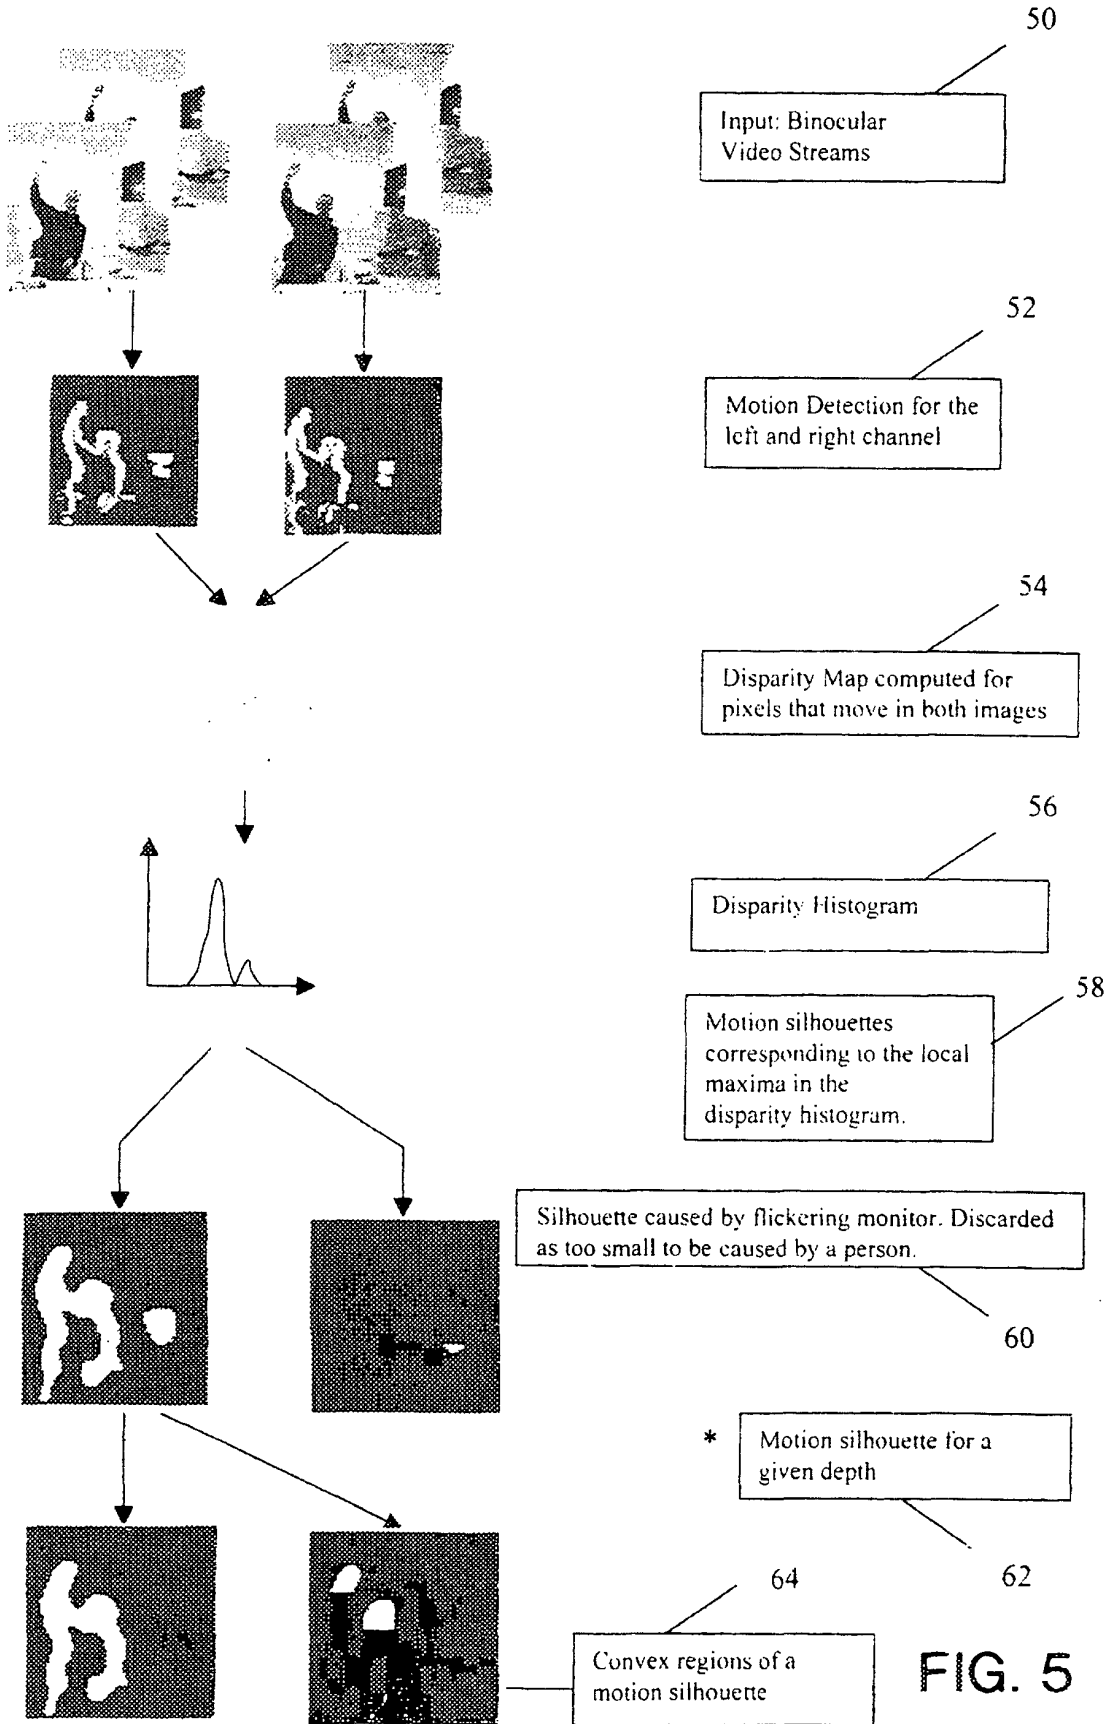 50
Input: Binocular
Video Streams
52
Motion Detection for the
left and right channel
54
Disparity Map computed for
pixels that move in both images
56
Disparity Histogram
58
Motion silhouettes
corresponding to the local
maxima in the
disparity histogram.
Silhouette caused by flickering monitor. Discarded
as too small to be caused by a person.
60
* Motion silhouette for a
given depth
62
64
Convex regions of a
motion silhouette
FIG. 5